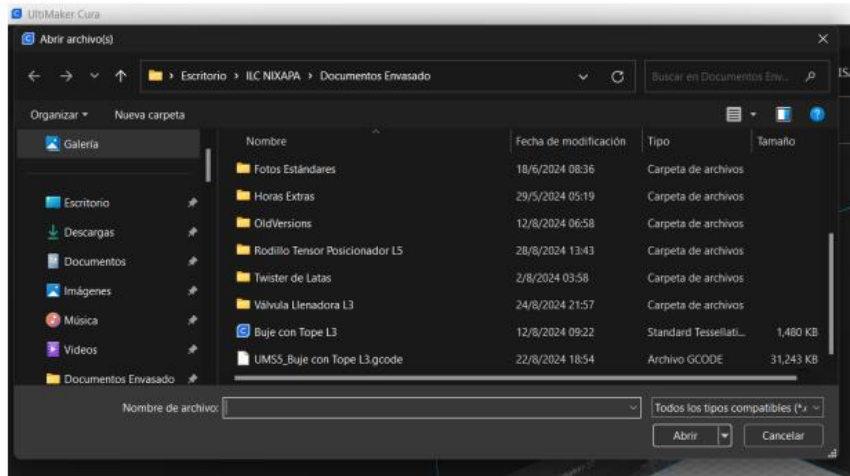 UltiMaker Cura
Abrir archivo(s)
Escritorio > ILC NIXAPA > Documentos Envasado
Buscar en Documentos Env...
Organizar Nueva carpeta
Galería
Nombre Fecha de modificación Tipo Tamaño
Fotos Estándares 18/6/2024 08:36 Carpeta de archivos
Escritorio Horas Extras 29/5/2024 05:19 Carpeta de archivos
Descargas OldVersions 12/8/2024 06:58 Carpeta de archivos
Documentos Rodillo Tensor Posicionador L5 28/8/2024 13:43 Carpeta de archivos
Imágenes Twister de Latas 2/8/2024 03:58 Carpeta de archivos
Música Válvula Llenadora L3 24/8/2024 21:57 Carpeta de archivos
Videos Buje con Tope L3 12/8/2024 09:22 Standard Tessellati... 1,480 KB
Documentos Envasado UMS5_Buje con Tope L3.gcode 22/8/2024 18:54 Archivo GCODE 31,243 KB
Nombre de archivo: Todos los tipos compatibles (*.
Abrir Cancelar